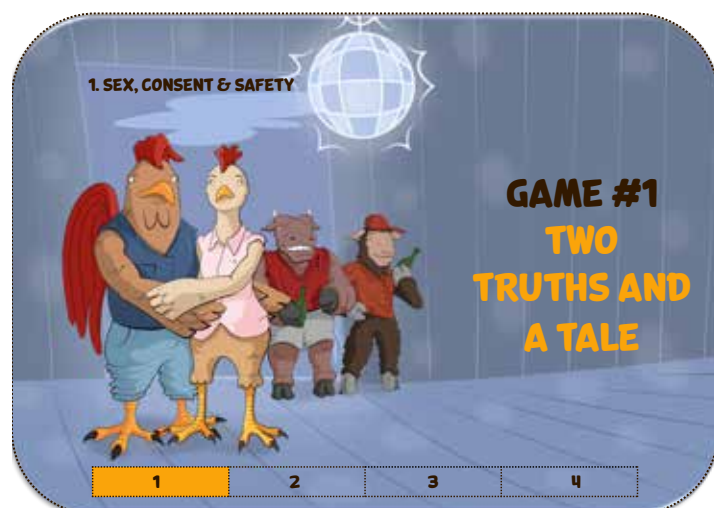 1. SEX, CONSENT & SAFETY
GAME #1
TWO
TRUTHS AND
A TALE
1 2 3 4